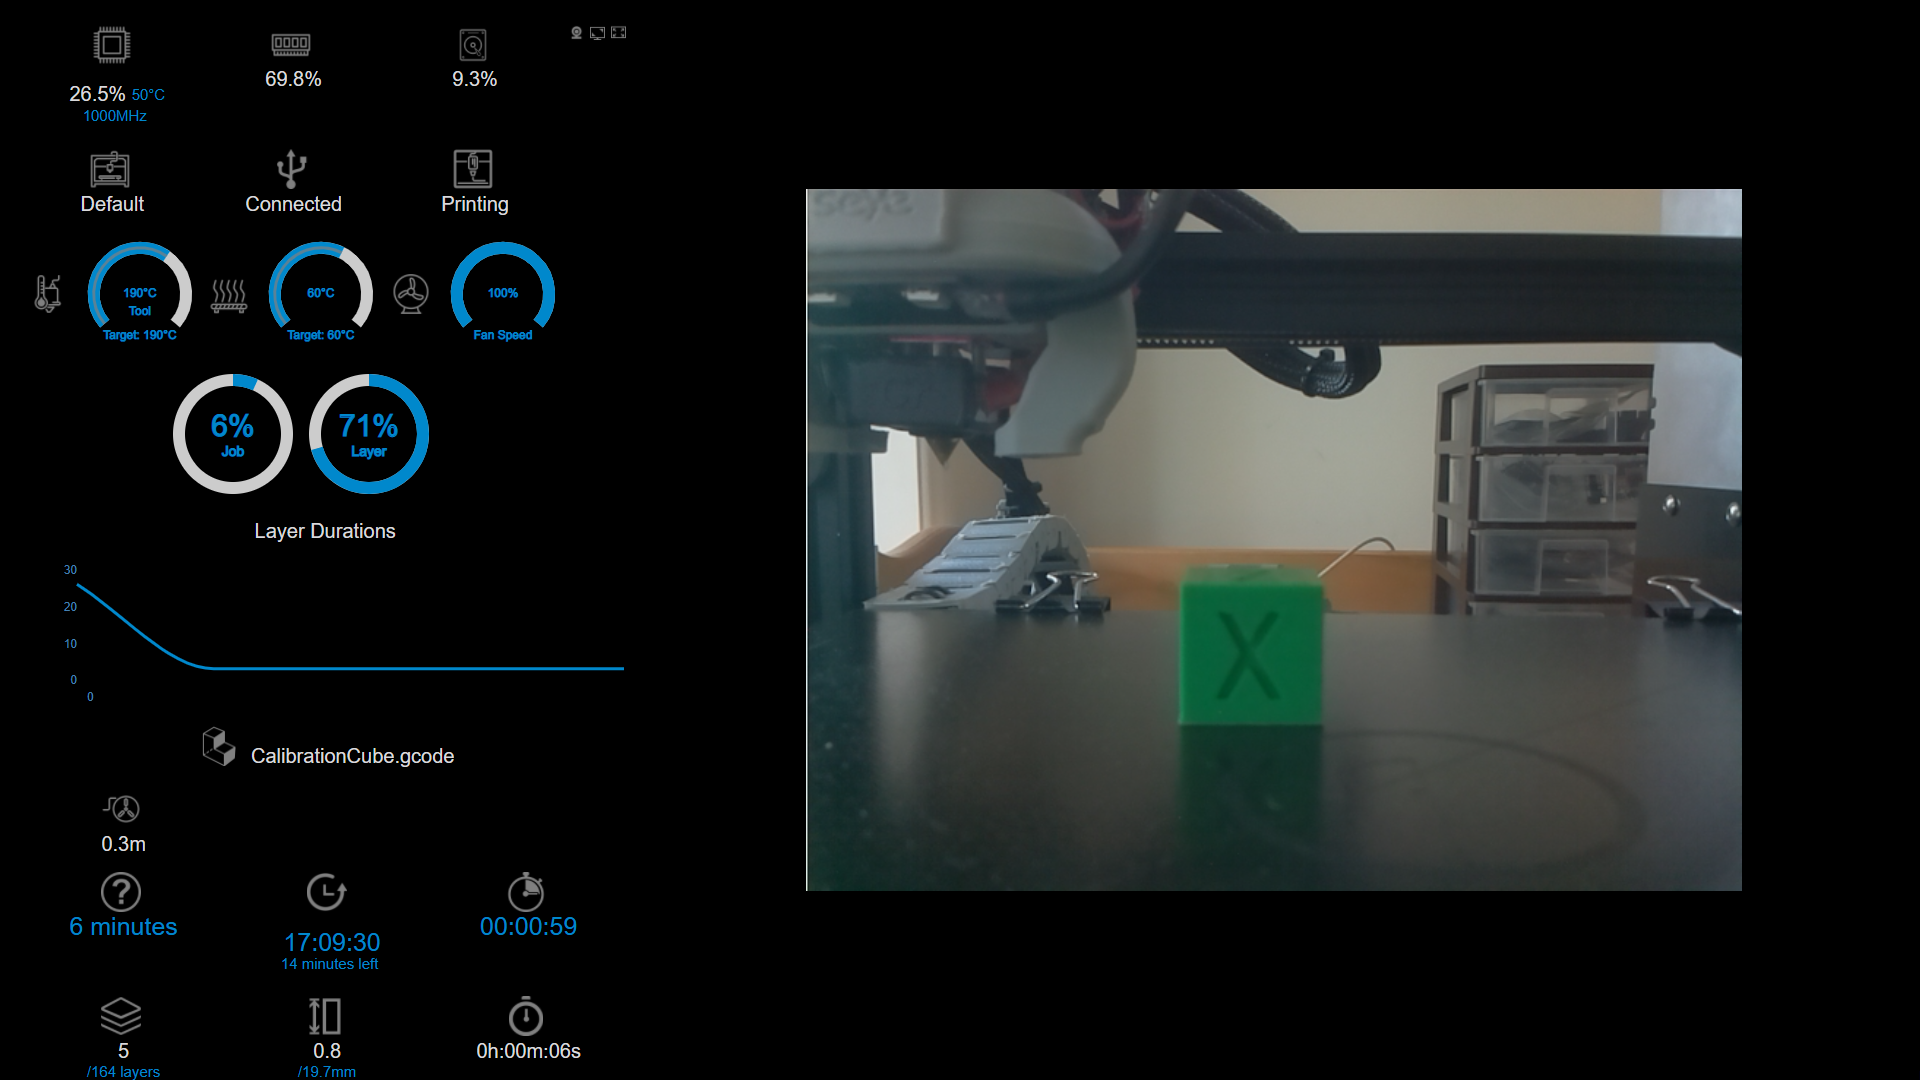 26.5% 50°C
1000MHz
69.8%
9.3%
Default
Connected
Printing
190°C
Tool
Target: 190°C
60°C
Target: 60°C
100%
Fan Speed
6%
Job
71%
Layer
Layer Durations
30
20
10
0
0
CalibrationCube.gcode
0.3m
?
6 minutes
17:09:30
14 minutes left
00:00:59
5
/164 layers
0.8
/19.7mm
0h:00m:06s
X